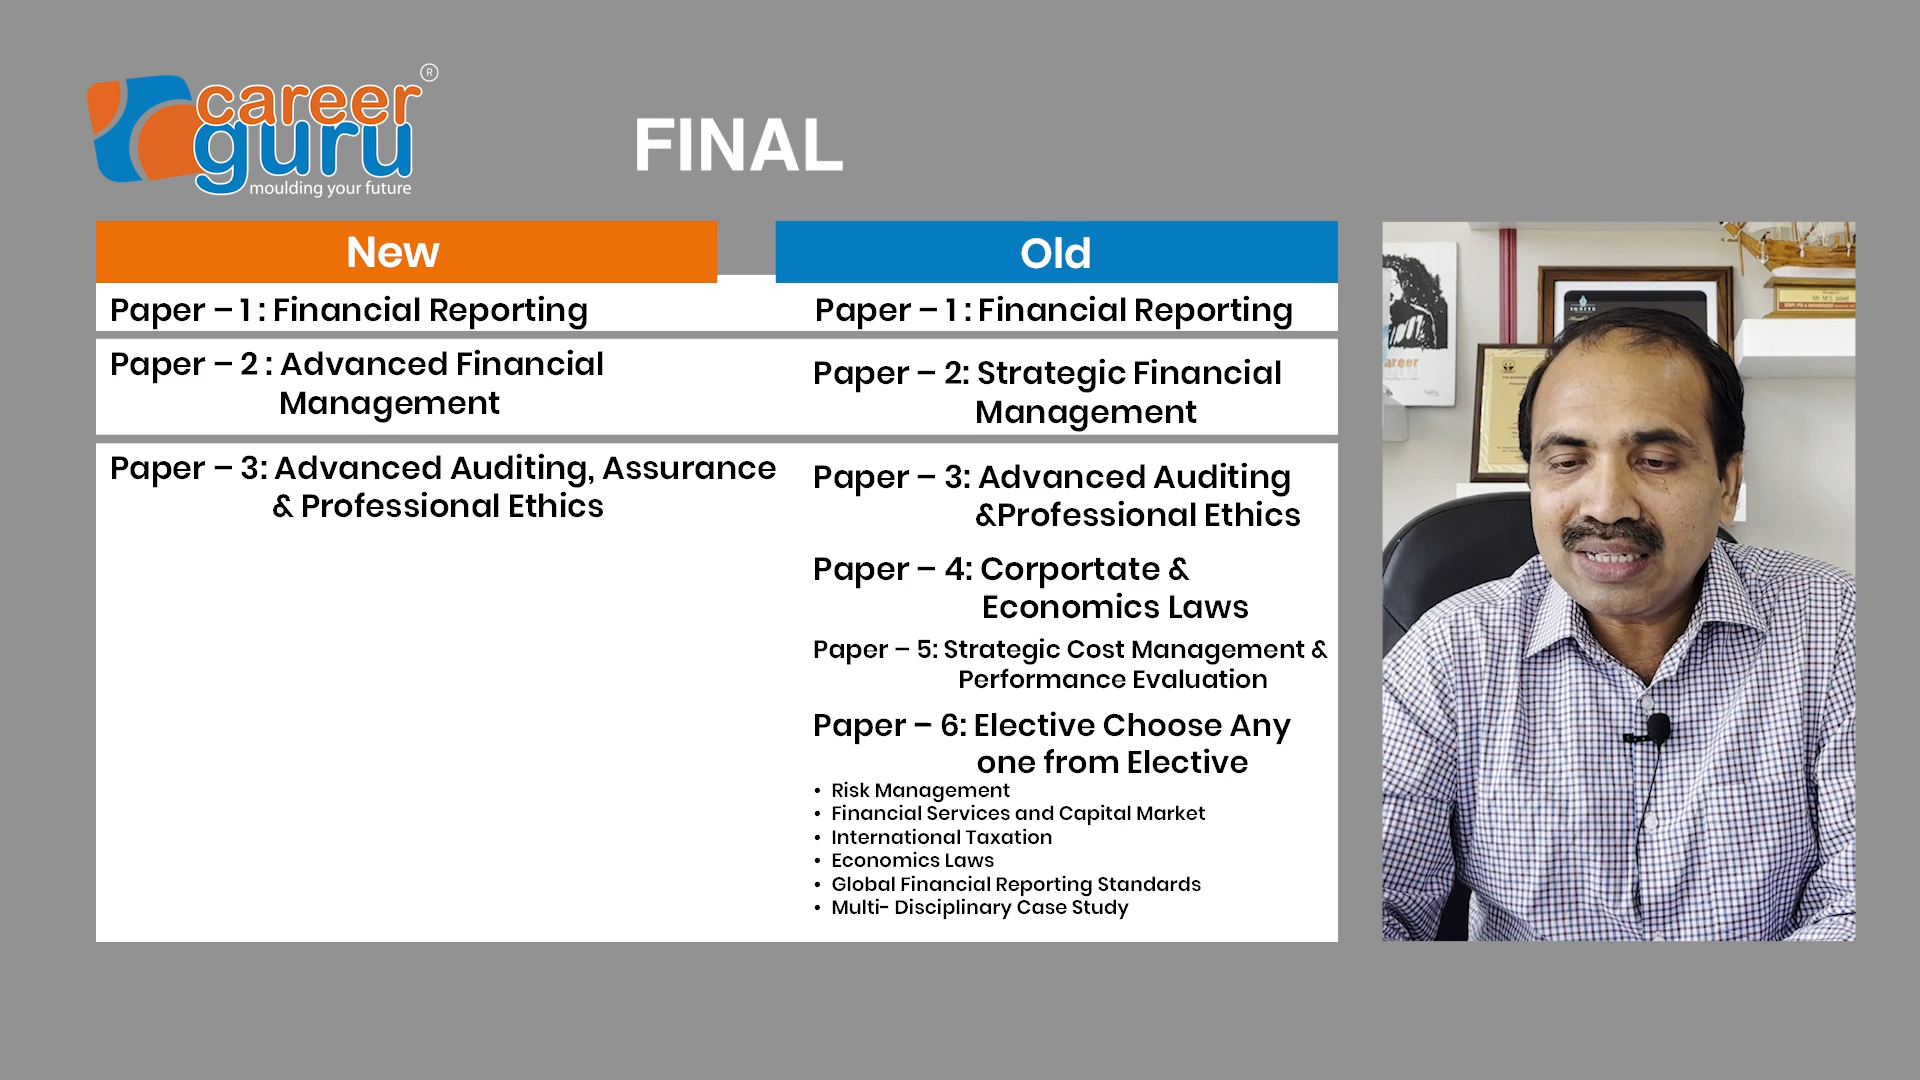 career
guru
®
moulding your future
FINAL
New
Old
Paper – 1 : Financial Reporting
Paper – 1 : Financial Reporting
Paper – 2 : Advanced Financial
Management
Paper – 2: Strategic Financial
Management
Paper – 3: Advanced Auditing, Assurance
& Professional Ethics
Paper – 3: Advanced Auditing
&Professional Ethics
Paper – 4: Corportate &
Economics Laws
Paper – 5: Strategic Cost Management &
Performance Evaluation
Paper – 6: Elective Choose Any
one from Elective
• Risk Management
• Financial Services and Capital Market
• International Taxation
• Economics Laws
• Global Financial Reporting Standards
• Multi- Disciplinary Case Study
IGNITE
areer